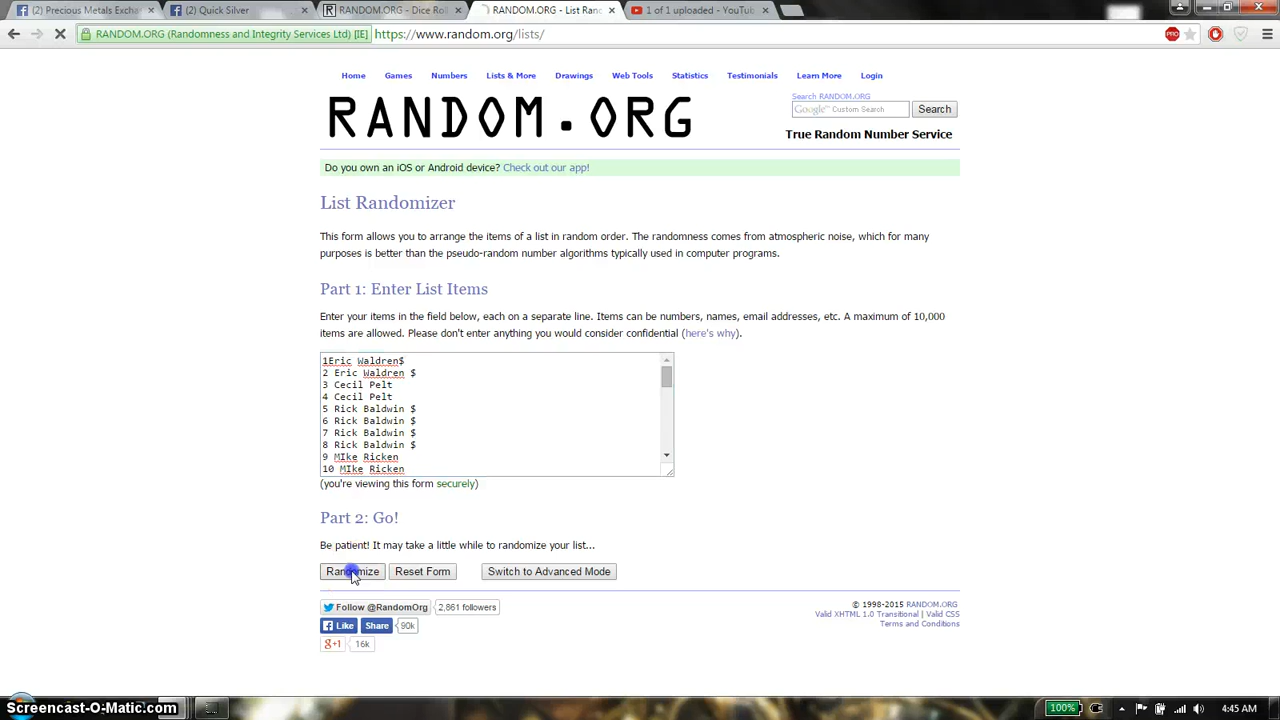 (2) Precious Metals Exchan
(2) Quick Silver
RANDOM.ORG - Dice Roll
RANDOM.ORG - List Ran
1 of 1 uploaded - YouTube
RANDOM.ORG (Randomness and Integrity Services Ltd) [IE]
https://www.random.org/lists/
PRO
Home Games Numbers Lists & More Drawings Web Tools Statistics Testimonials Learn More Login
RANDOM.ORG
Search RANDOM.ORG
Google™ Custom Search
Search
True Random Number Service
Do you own an iOS or Android device? Check out our app!
List Randomizer
This form allows you to arrange the items of a list in random order. The randomness comes from atmospheric noise, which for many
purposes is better than the pseudo-random number algorithms typically used in computer programs.
Part 1: Enter List Items
Enter your items in the field below, each on a separate line. Items can be numbers, names, email addresses, etc. A maximum of 10,000
items are allowed. Please don't enter anything you would consider confidential (here's why).
1Eric Waldren$
2 Eric Waldren $
3 Cecil Pelt
4 Cecil Pelt
5 Rick Baldwin $
6 Rick Baldwin $
7 Rick Baldwin $
8 Rick Baldwin $
9 MIke Ricken
10 MIke Ricken
(you're viewing this form securely)
Part 2: Go!
Be patient! It may take a little while to randomize your list...
Randomize Reset Form Switch to Advanced Mode
Follow @RandomOrg 2,861 followers
Like Share 90k
g+1 16k
© 1998-2015 RANDOM.ORG
Valid XHTML 1.0 Transitional | Valid CSS
Terms and Conditions
Screencast-O-Matic.com
100%
4:45 AM